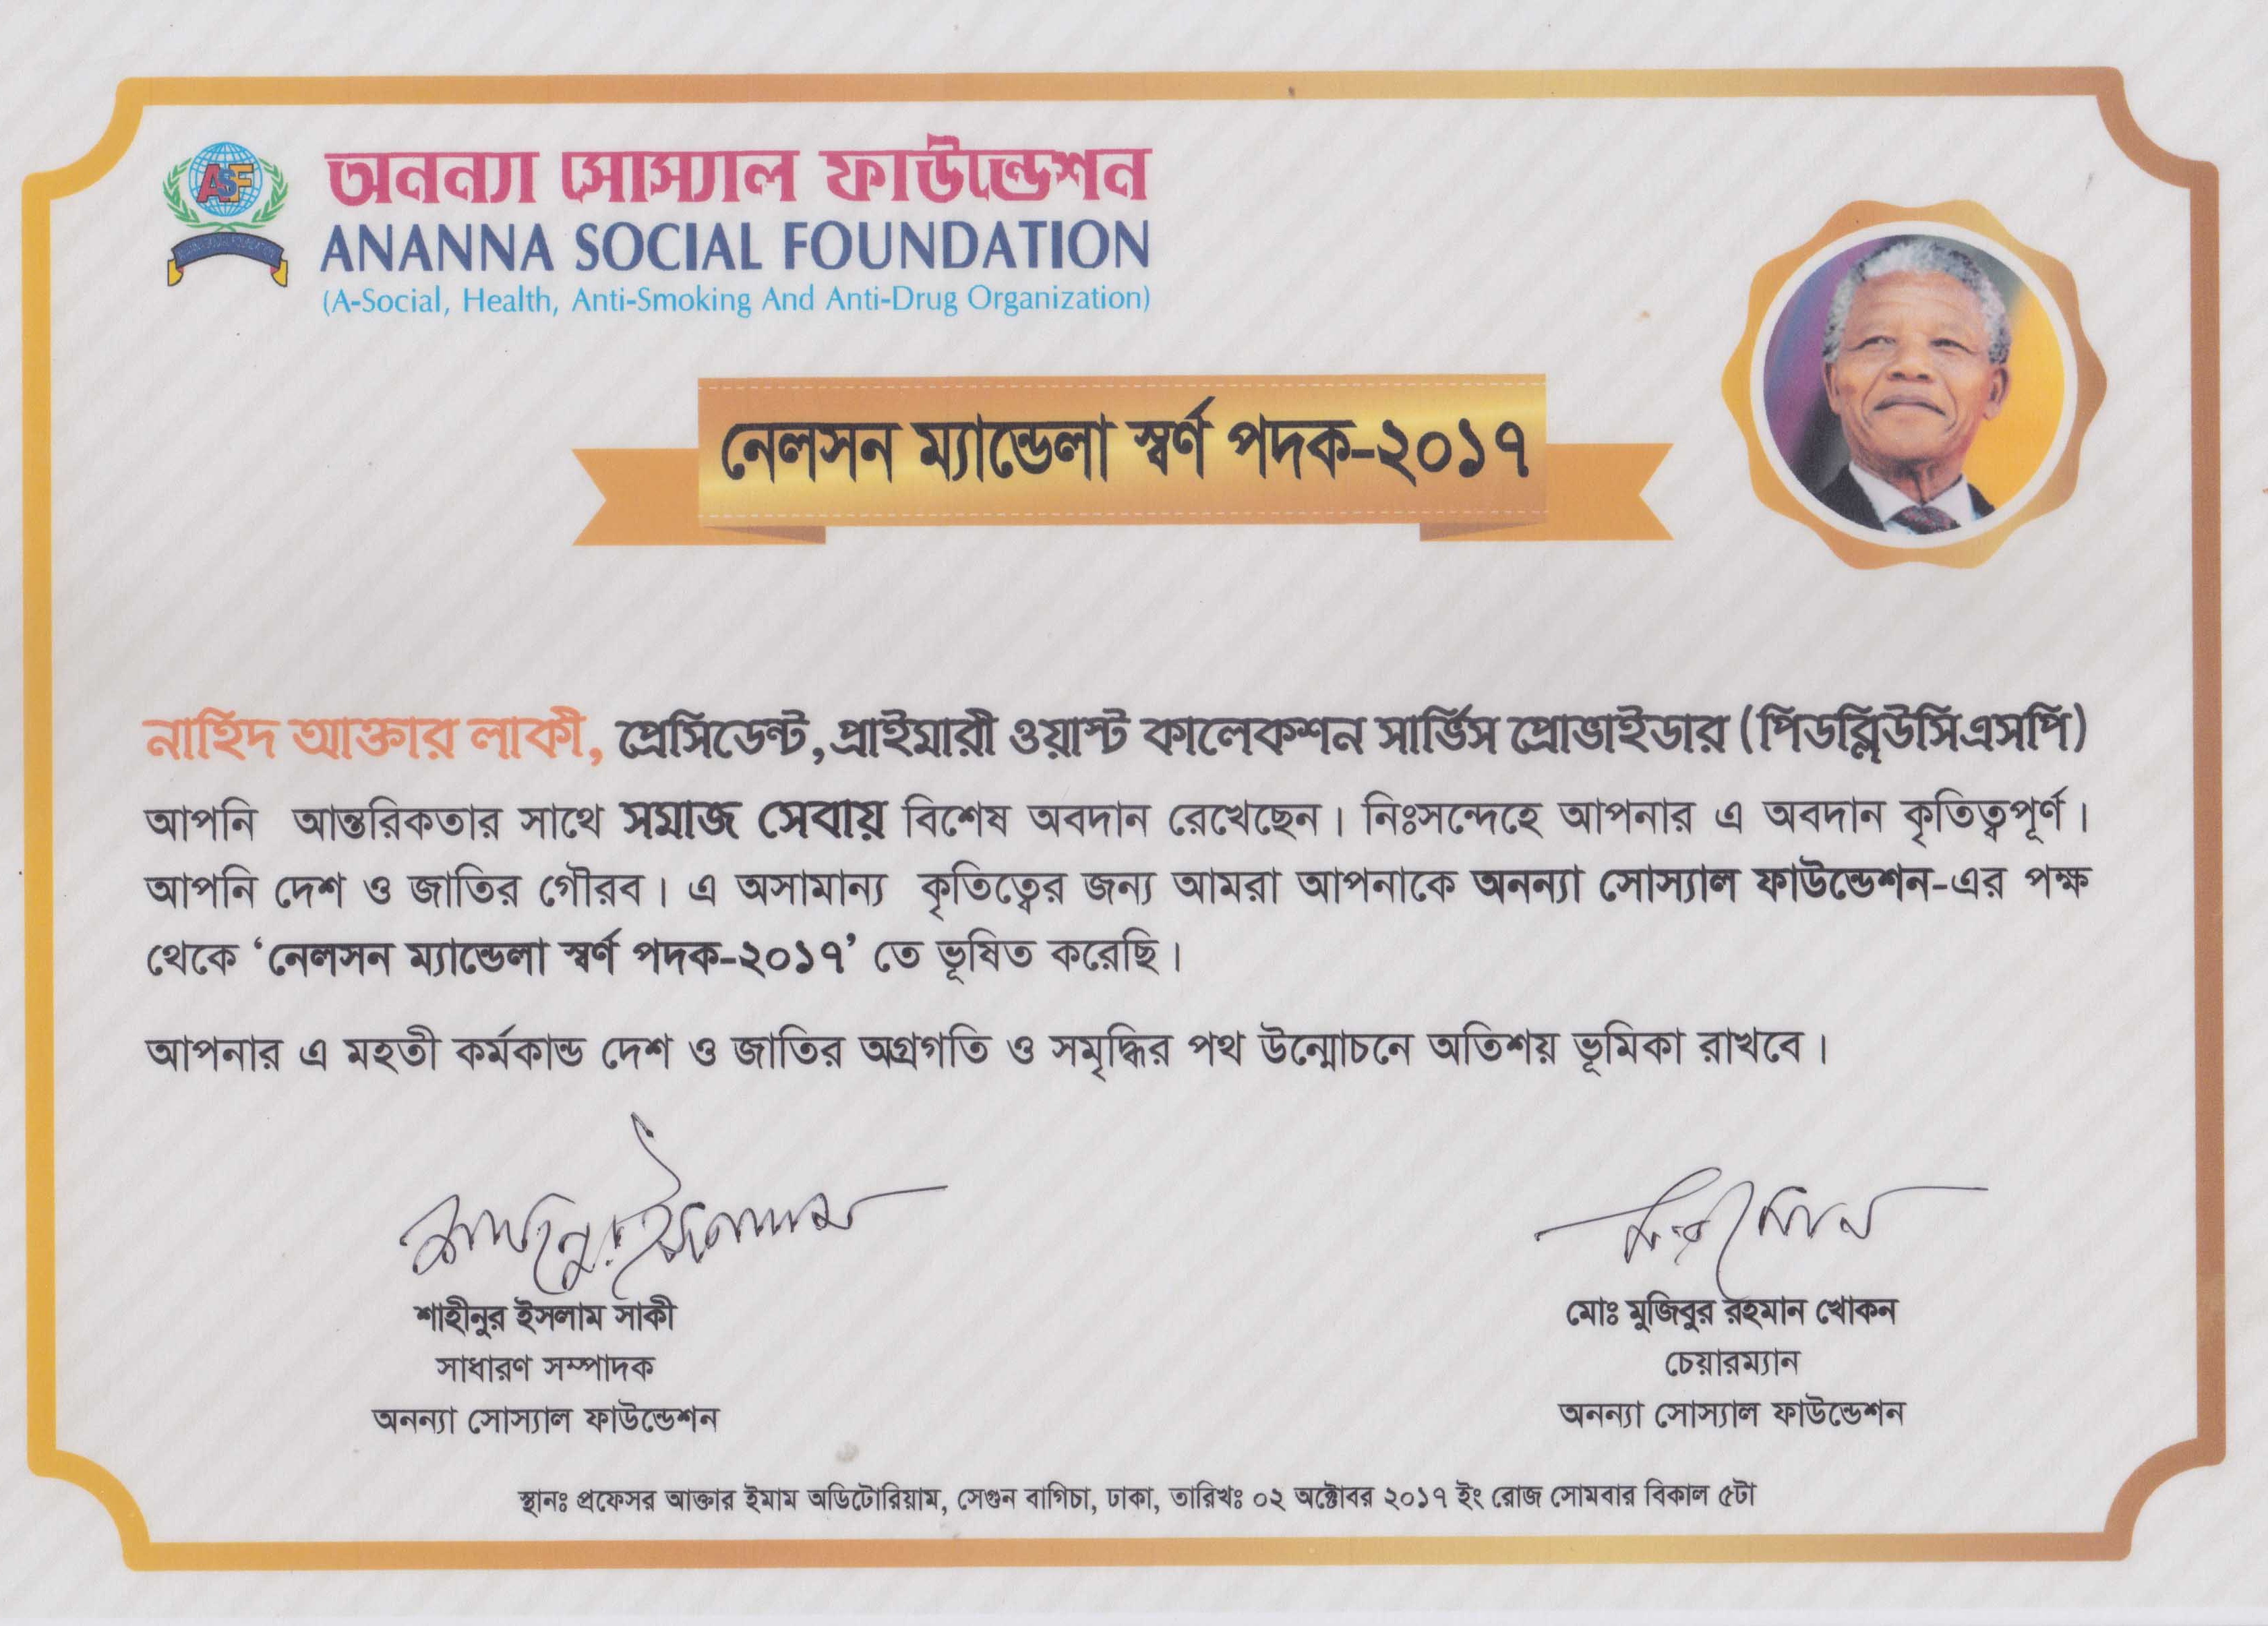 অনন্যা সোস্যাল ফাউন্ডেশন
ANANNA SOCIAL FOUNDATION
(A-Social, Health, Anti-Smoking And Anti-Drug Organization)
ASF
নেলসন ম্যান্ডেলা স্বর্ণ পদক-২০১৭
নাহিদ আক্তার লাকী, প্রেসিডেন্ট, প্রাইমারী ওয়াস্ট কালেকশন সার্ভিস প্রোভাইডার (পিডব্লিউসিএসপি)
আপনি আন্তরিকতার সাথে সমাজ সেবায় বিশেষ অবদান রেখেছেন। নিঃসন্দেহে আপনার এ অবদান কৃতিত্বপূর্ণ।
আপনি দেশ ও জাতির গৌরব। এ অসামান্য কৃতিত্বের জন্য আমরা আপনাকে অনন্যা সোস্যাল ফাউন্ডেশন-এর পক্ষ
থেকে ‘নেলসন ম্যান্ডেলা স্বর্ণ পদক-২০১৭’ তে ভূষিত করেছি।
আপনার এ মহতী কর্মকান্ড দেশ ও জাতির অগ্রগতি ও সমৃদ্ধির পথ উন্মোচনে অতিশয় ভূমিকা রাখবে।
শাহীনুর ইসলাম সাকী
সাধারণ সম্পাদক
অনন্যা সোস্যাল ফাউন্ডেশন
মোঃ মুজিবুর রহমান খোকন
চেয়ারম্যান
অনন্যা সোস্যাল ফাউন্ডেশন
স্থানঃ প্রফেসর আক্তার ইমাম অডিটোরিয়াম, সেগুন বাগিচা, ঢাকা, তারিখঃ ০২ অক্টোবর ২০১৭ ইং রোজ সোমবার বিকাল ৫টা